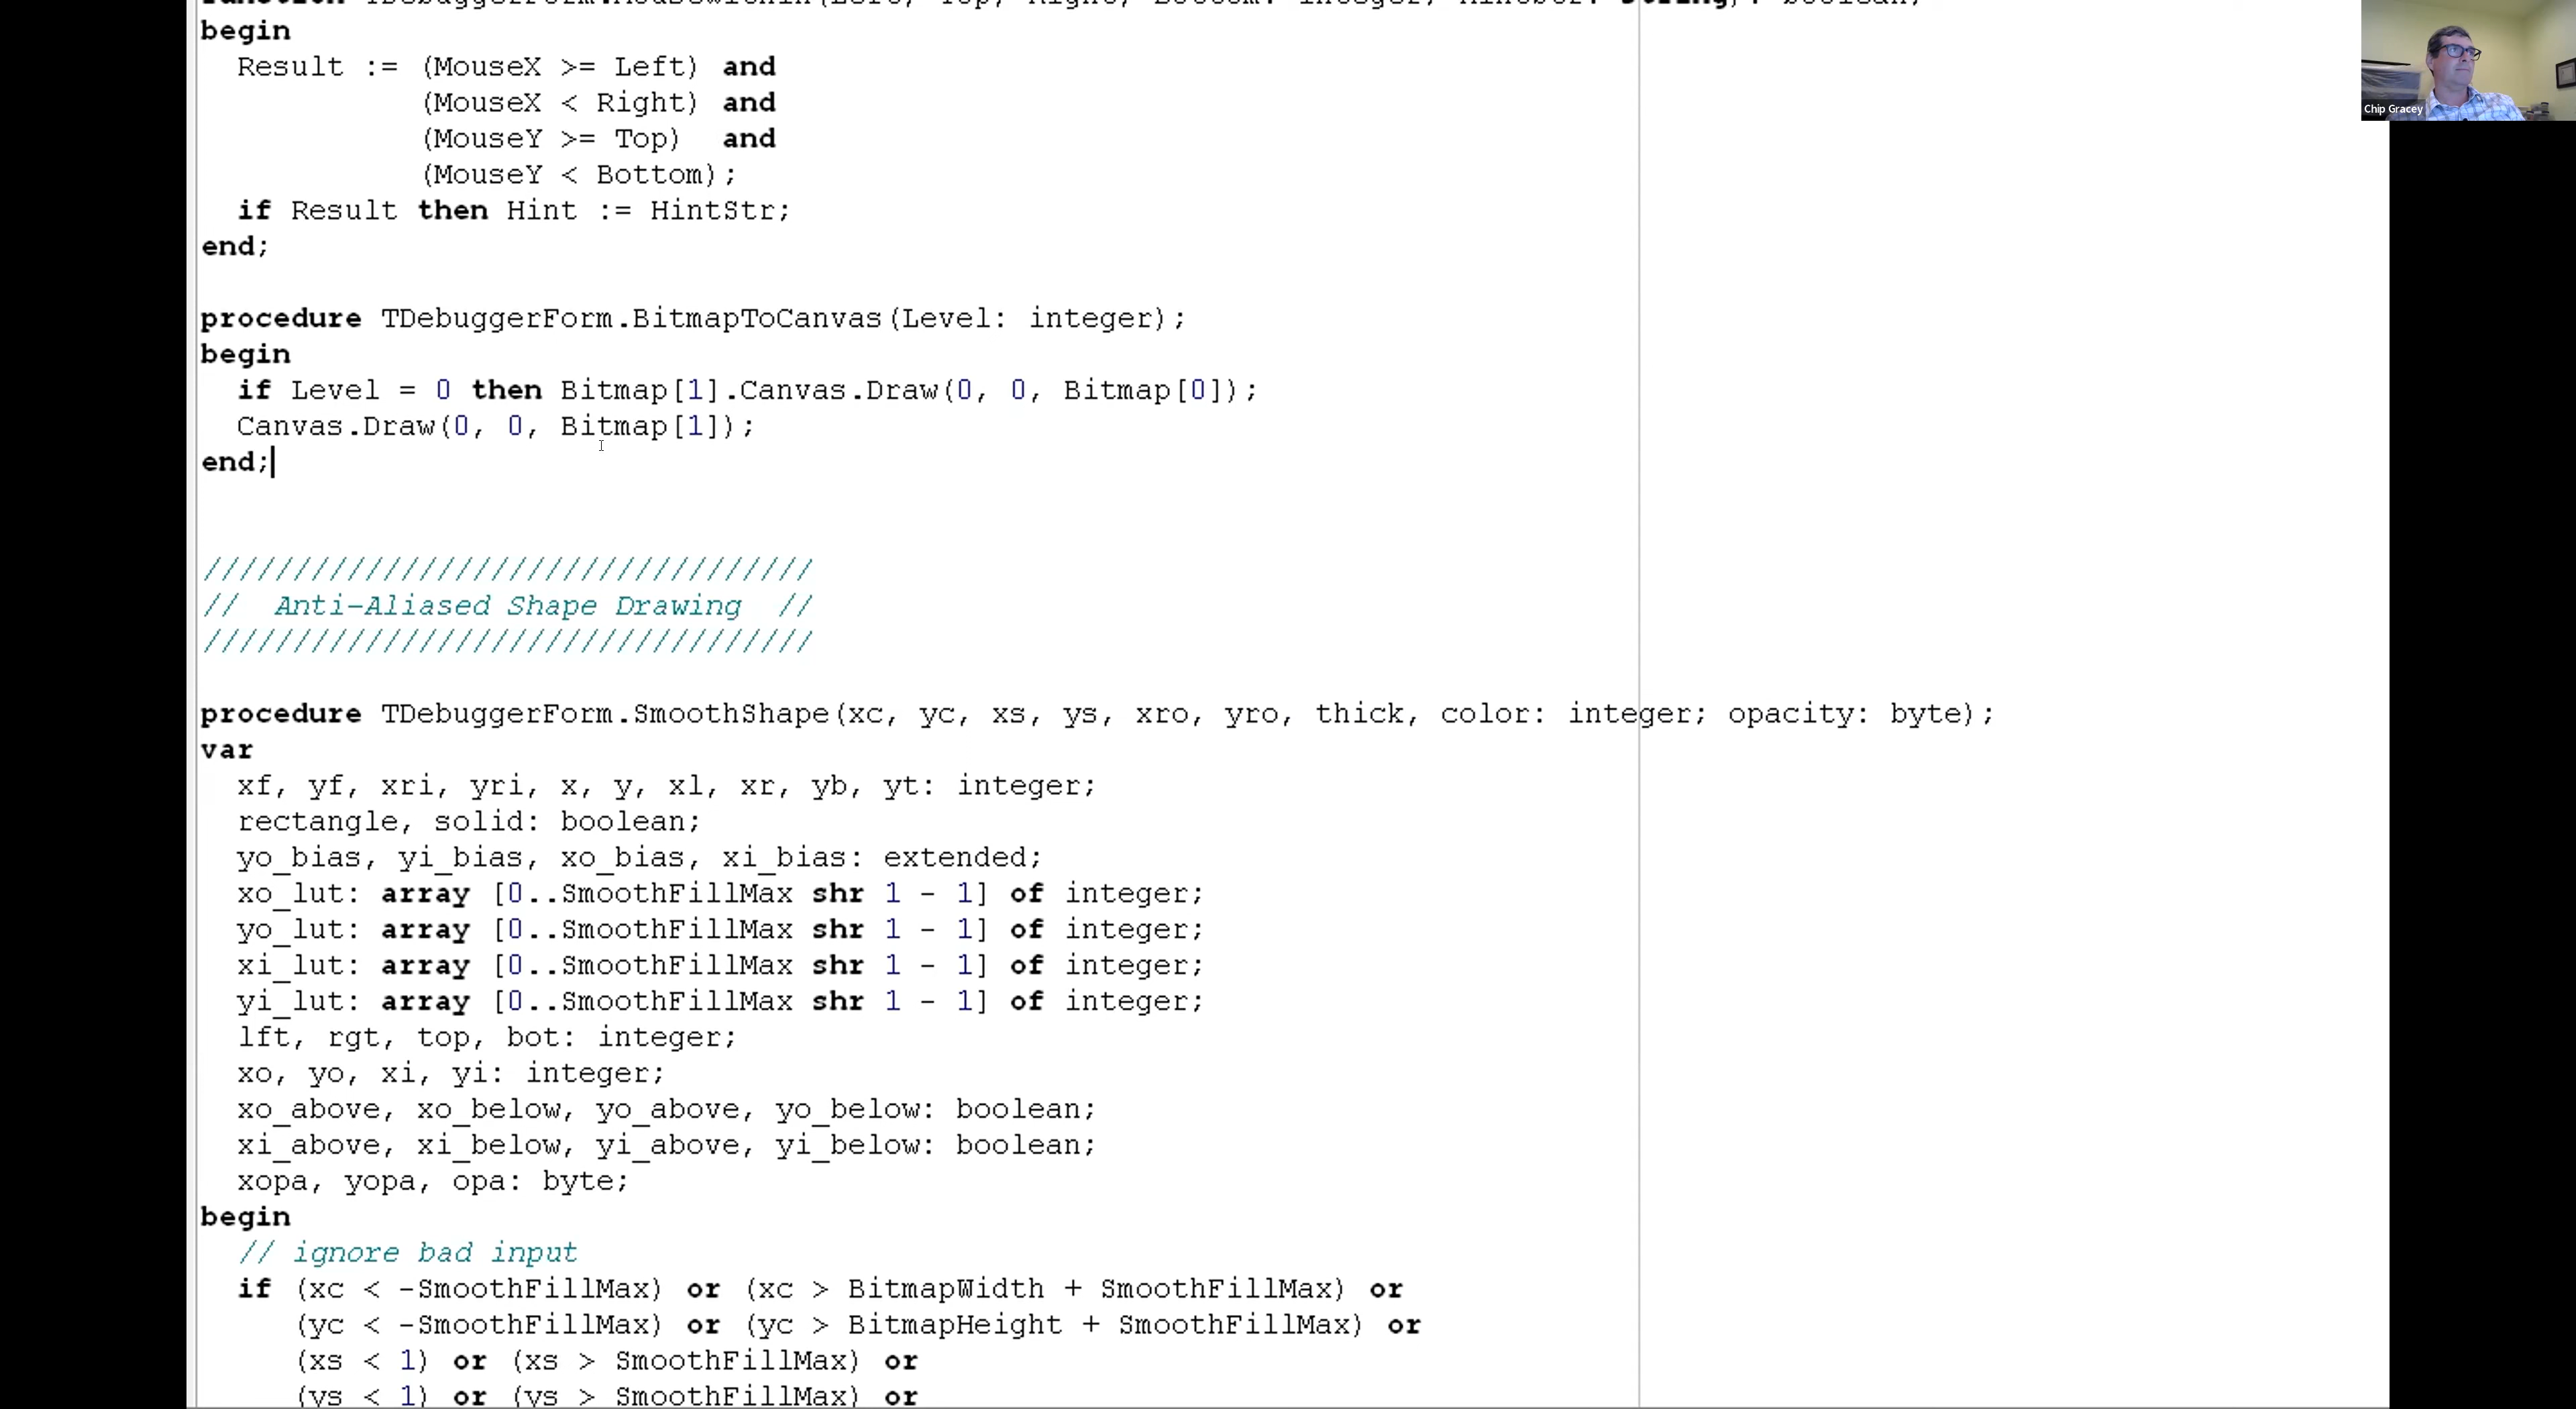 begin
  Result := (MouseX >= Left) and
            (MouseX < Right) and
            (MouseY >= Top)  and
            (MouseY < Bottom);
  if Result then Hint := HintStr;
end;
procedure TDebuggerForm.BitmapToCanvas(Level: integer);
begin
  if Level = 0 then Bitmap[1].Canvas.Draw(0, 0, Bitmap[0]);
  Canvas.Draw(0, 0, Bitmap[1]);
end;
//////////////////////////////////
//  Anti-Aliased Shape Drawing  //
//////////////////////////////////
procedure TDebuggerForm.SmoothShape(xc, yc, xs, ys, xro, yro, thick, color: integer; opacity: byte);
var
  xf, yf, xri, yri, x, y, xl, xr, yb, yt: integer;
  rectangle, solid: boolean;
  yo_bias, yi_bias, xo_bias, xi_bias: extended;
  xo_lut: array [0..SmoothFillMax shr 1 - 1] of integer;
  yo_lut: array [0..SmoothFillMax shr 1 - 1] of integer;
  xi_lut: array [0..SmoothFillMax shr 1 - 1] of integer;
  yi_lut: array [0..SmoothFillMax shr 1 - 1] of integer;
  lft, rgt, top, bot: integer;
  xo, yo, xi, yi: integer;
  xo_above, xo_below, yo_above, yo_below: boolean;
  xi_above, xi_below, yi_above, yi_below: boolean;
  xopa, yopa, opa: byte;
begin
  // ignore bad input
  if (xc < -SmoothFillMax) or (xc > BitmapWidth + SmoothFillMax) or
     (yc < -SmoothFillMax) or (yc > BitmapHeight + SmoothFillMax) or
     (xs < 1) or (xs > SmoothFillMax) or
     (ys < 1) or (ys > SmoothFillMax) or
Chip Gracey